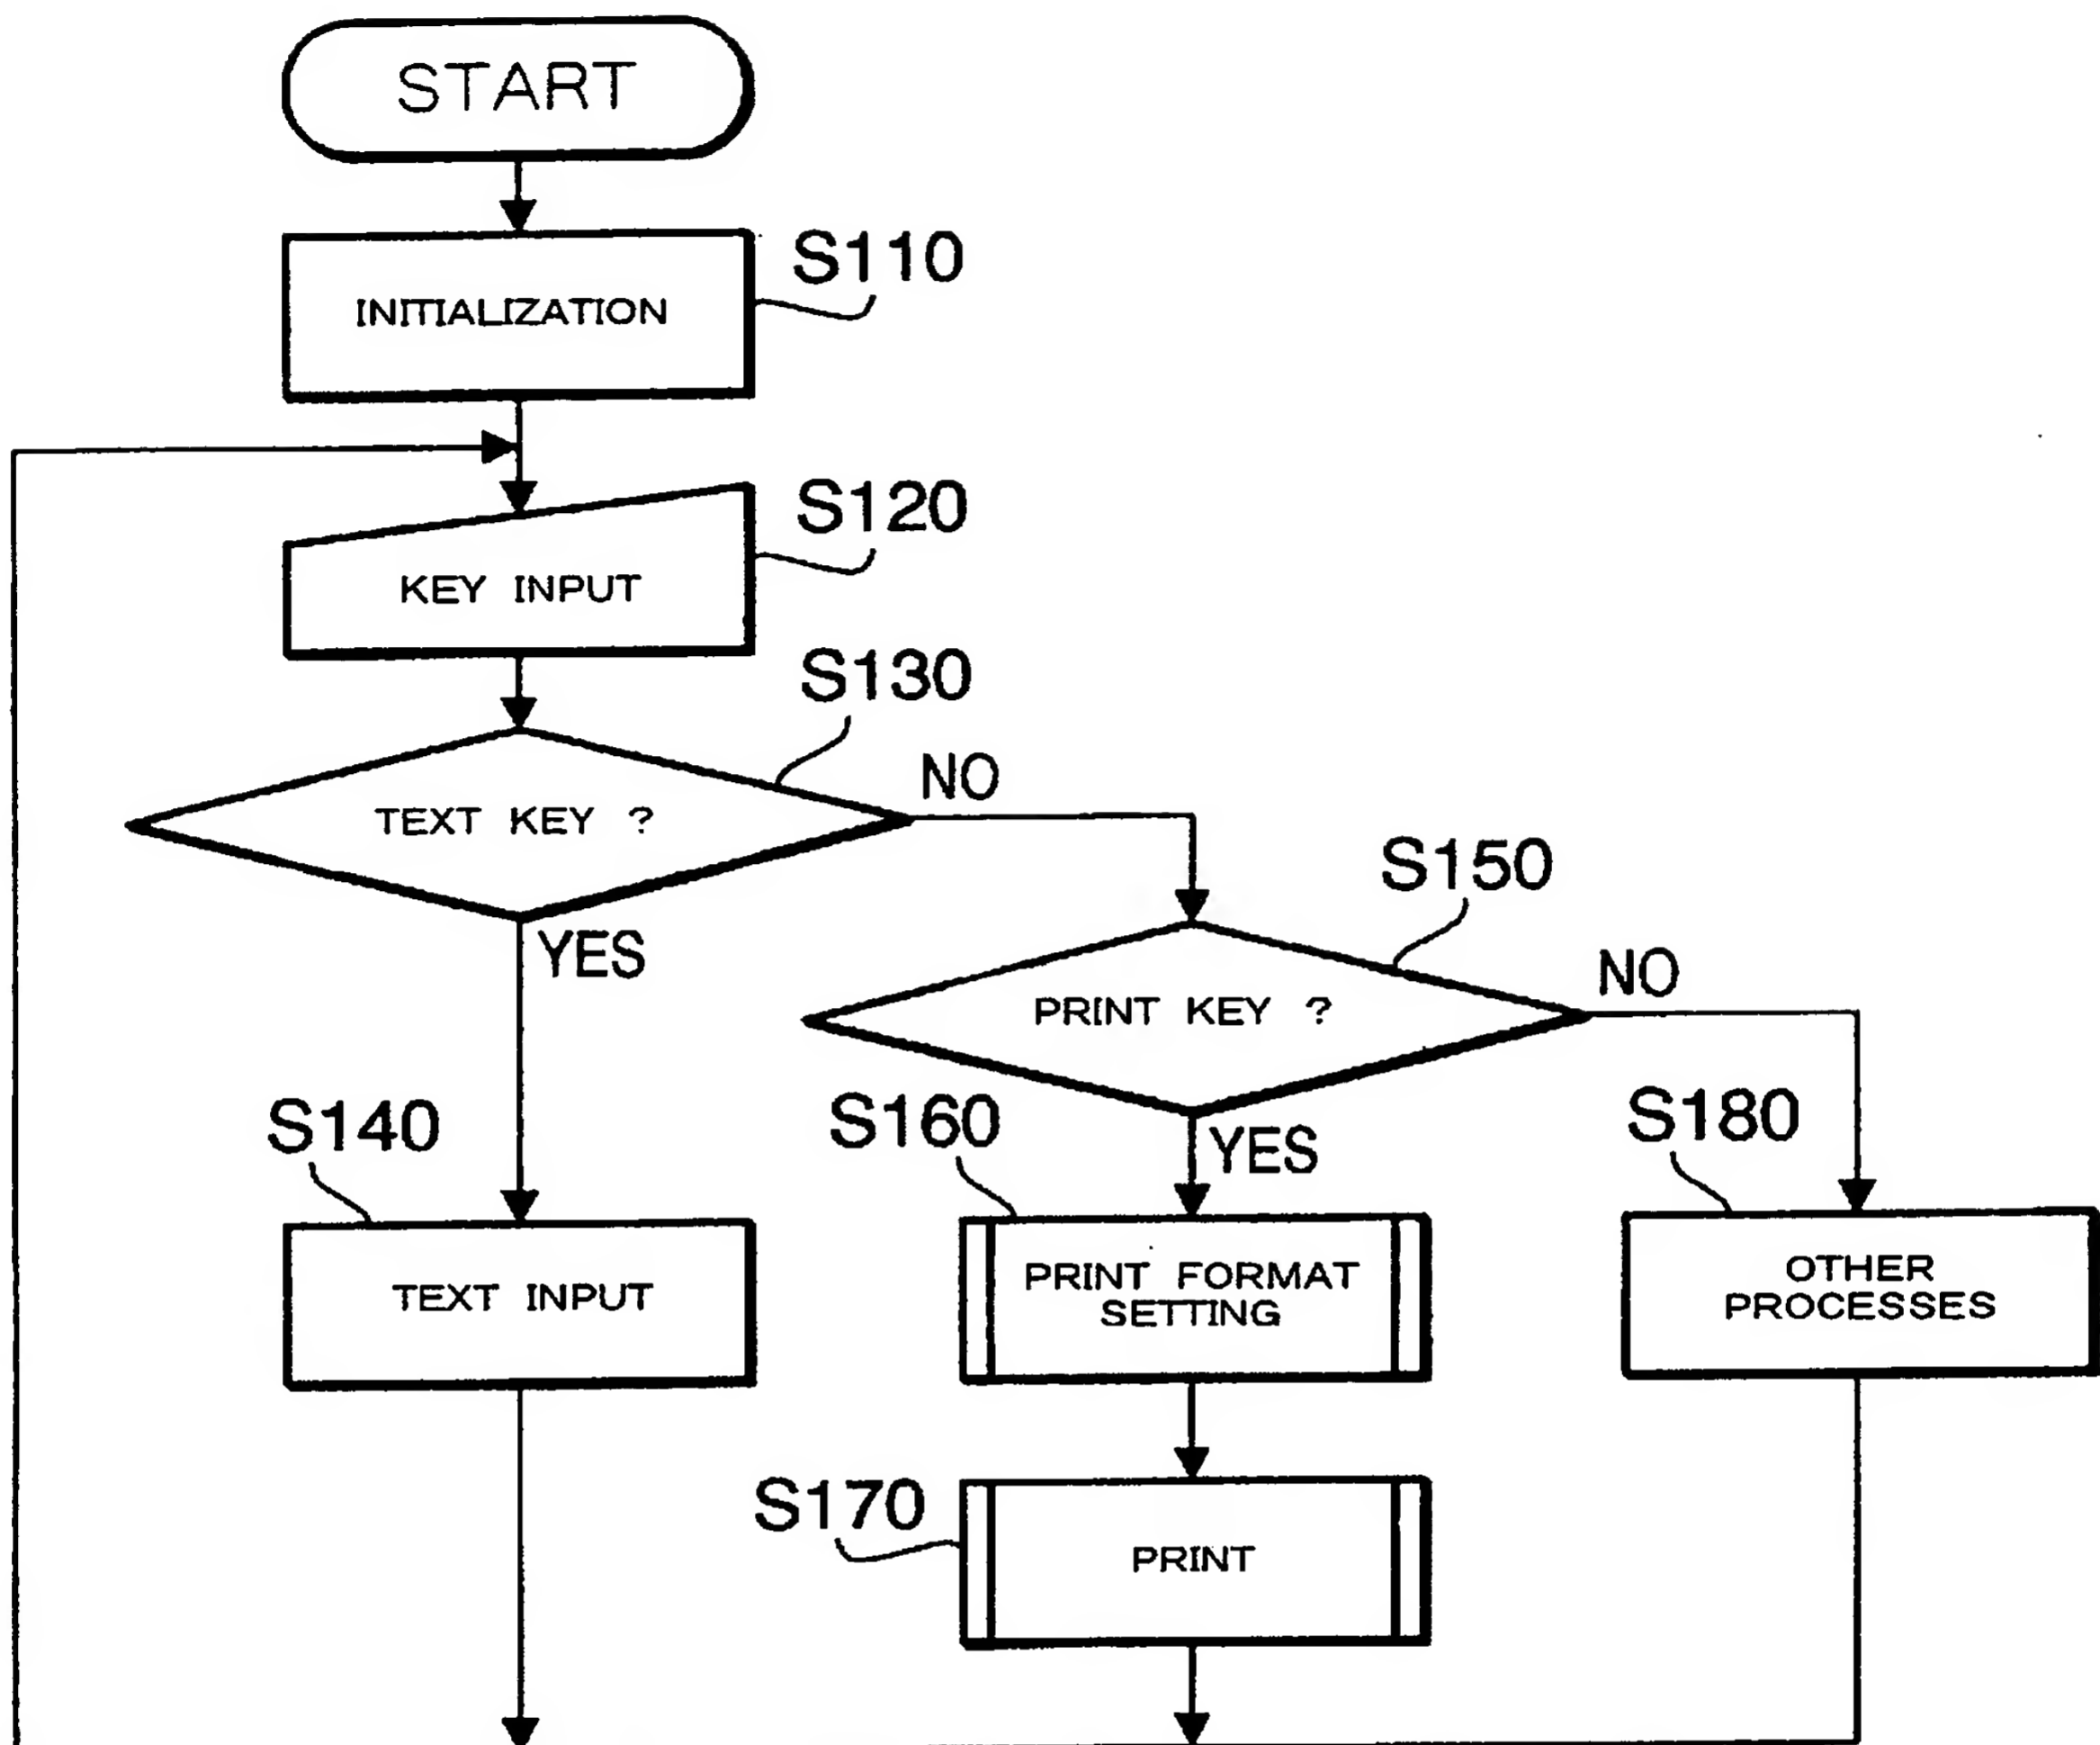 START
S110
INITIALIZATION
S120
KEY INPUT
S130
NO
TEXT KEY ?
S150
YES
NO
PRINT KEY ?
S140
S160
YES
S180
TEXT INPUT
PRINT FORMAT
SETTING
OTHER
PROCESSES
S170
PRINT